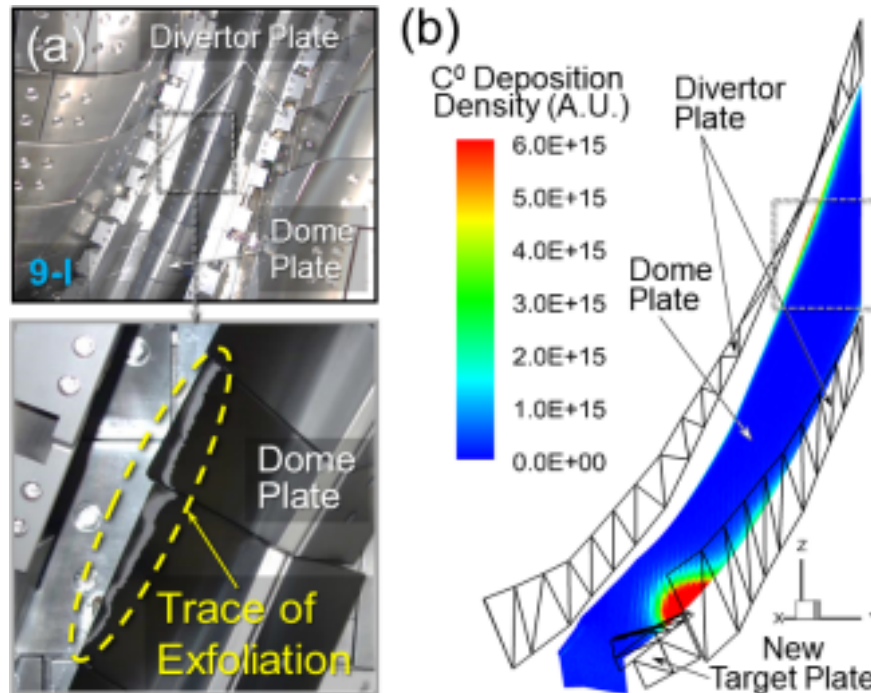 (a)
Divertor Plate
Dome
Plate
9-I
Dome
Plate
Trace of
Exfoliation
(b)
C⁰ Deposition
Density (A.U.)
6.0E+15
5.0E+15
4.0E+15
3.0E+15
2.0E+15
1.0E+15
0.0E+00
Divertor
Plate
Dome
Plate
z
x
New
Target Plate